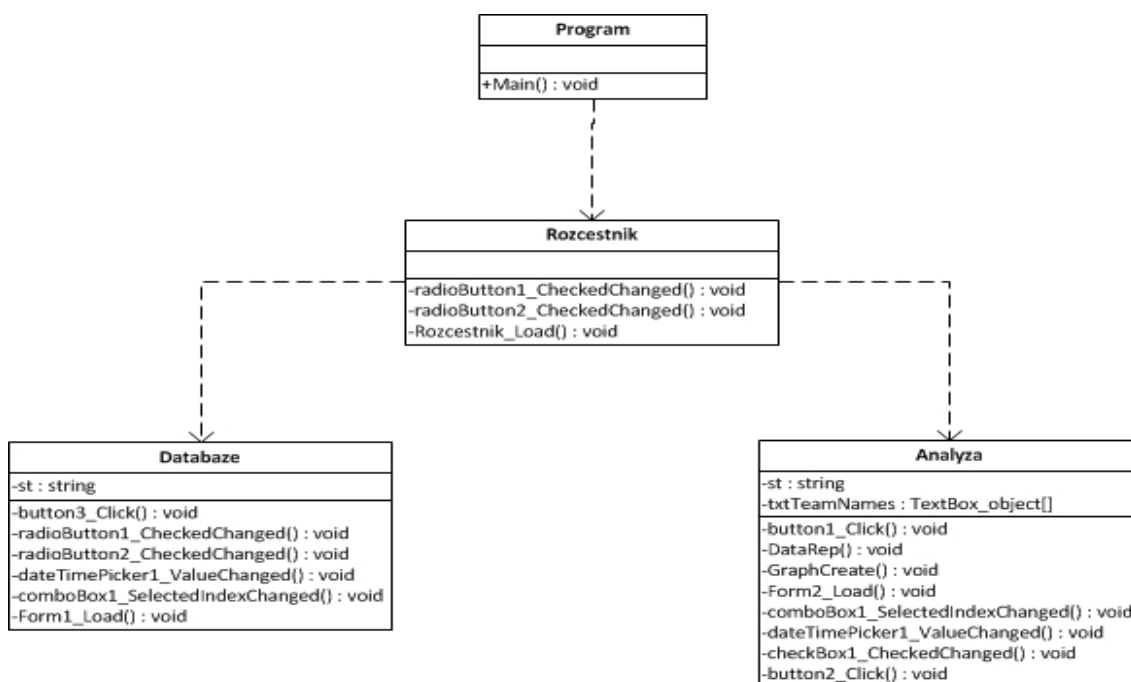 Program
+Main() : void
Rozcestnik
-radioButton1_CheckedChanged() : void
-radioButton2_CheckedChanged() : void
-Rozcestnik_Load() : void
Databaze
-st : string
-button3_Click() : void
-radioButton1_CheckedChanged() : void
-radioButton2_CheckedChanged() : void
-dateTimePicker1_ValueChanged() : void
-comboBox1_SelectedIndexChanged() : void
-Form1_Load() : void
Analyza
-st : string
-txtTeamNames : TextBox_object[]
-button1_Click() : void
-DataRep() : void
-GraphCreate() : void
-Form2_Load() : void
-comboBox1_SelectedIndexChanged() : void
-dateTimePicker1_ValueChanged() : void
-checkBox1_CheckedChanged() : void
-button2_Click() : void